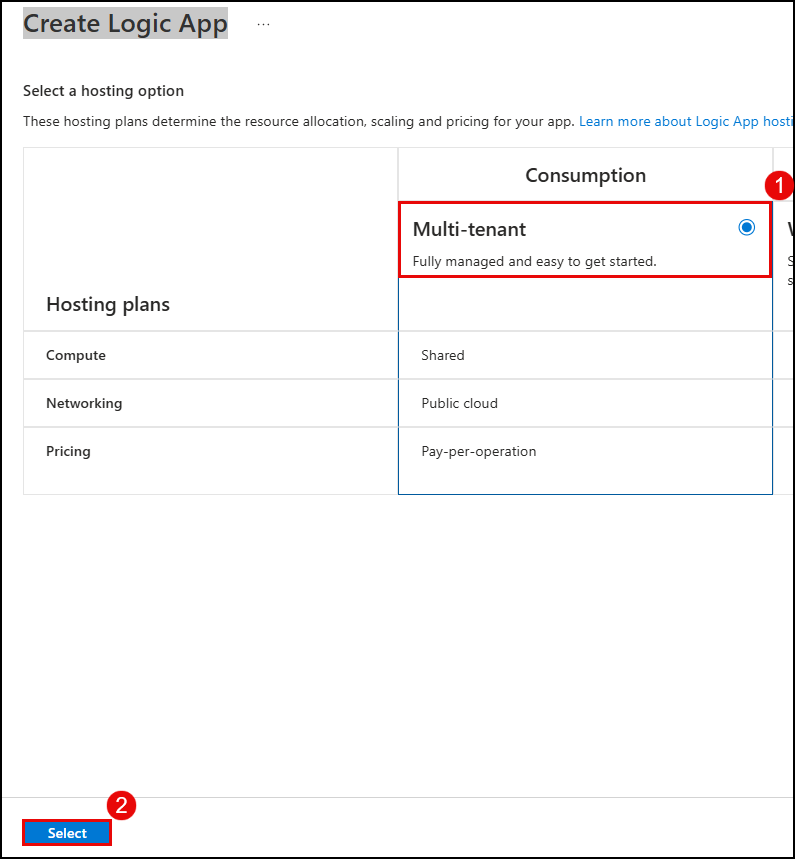 Create Logic App ...
Select a hosting option
These hosting plans determine the resource allocation, scaling and pricing for your app. Learn more about Logic App hosti
Consumption
1
Multi-tenant
Fully managed and easy to get started.
Hosting plans
Compute Shared
Networking Public cloud
Pricing Pay-per-operation
2
Select